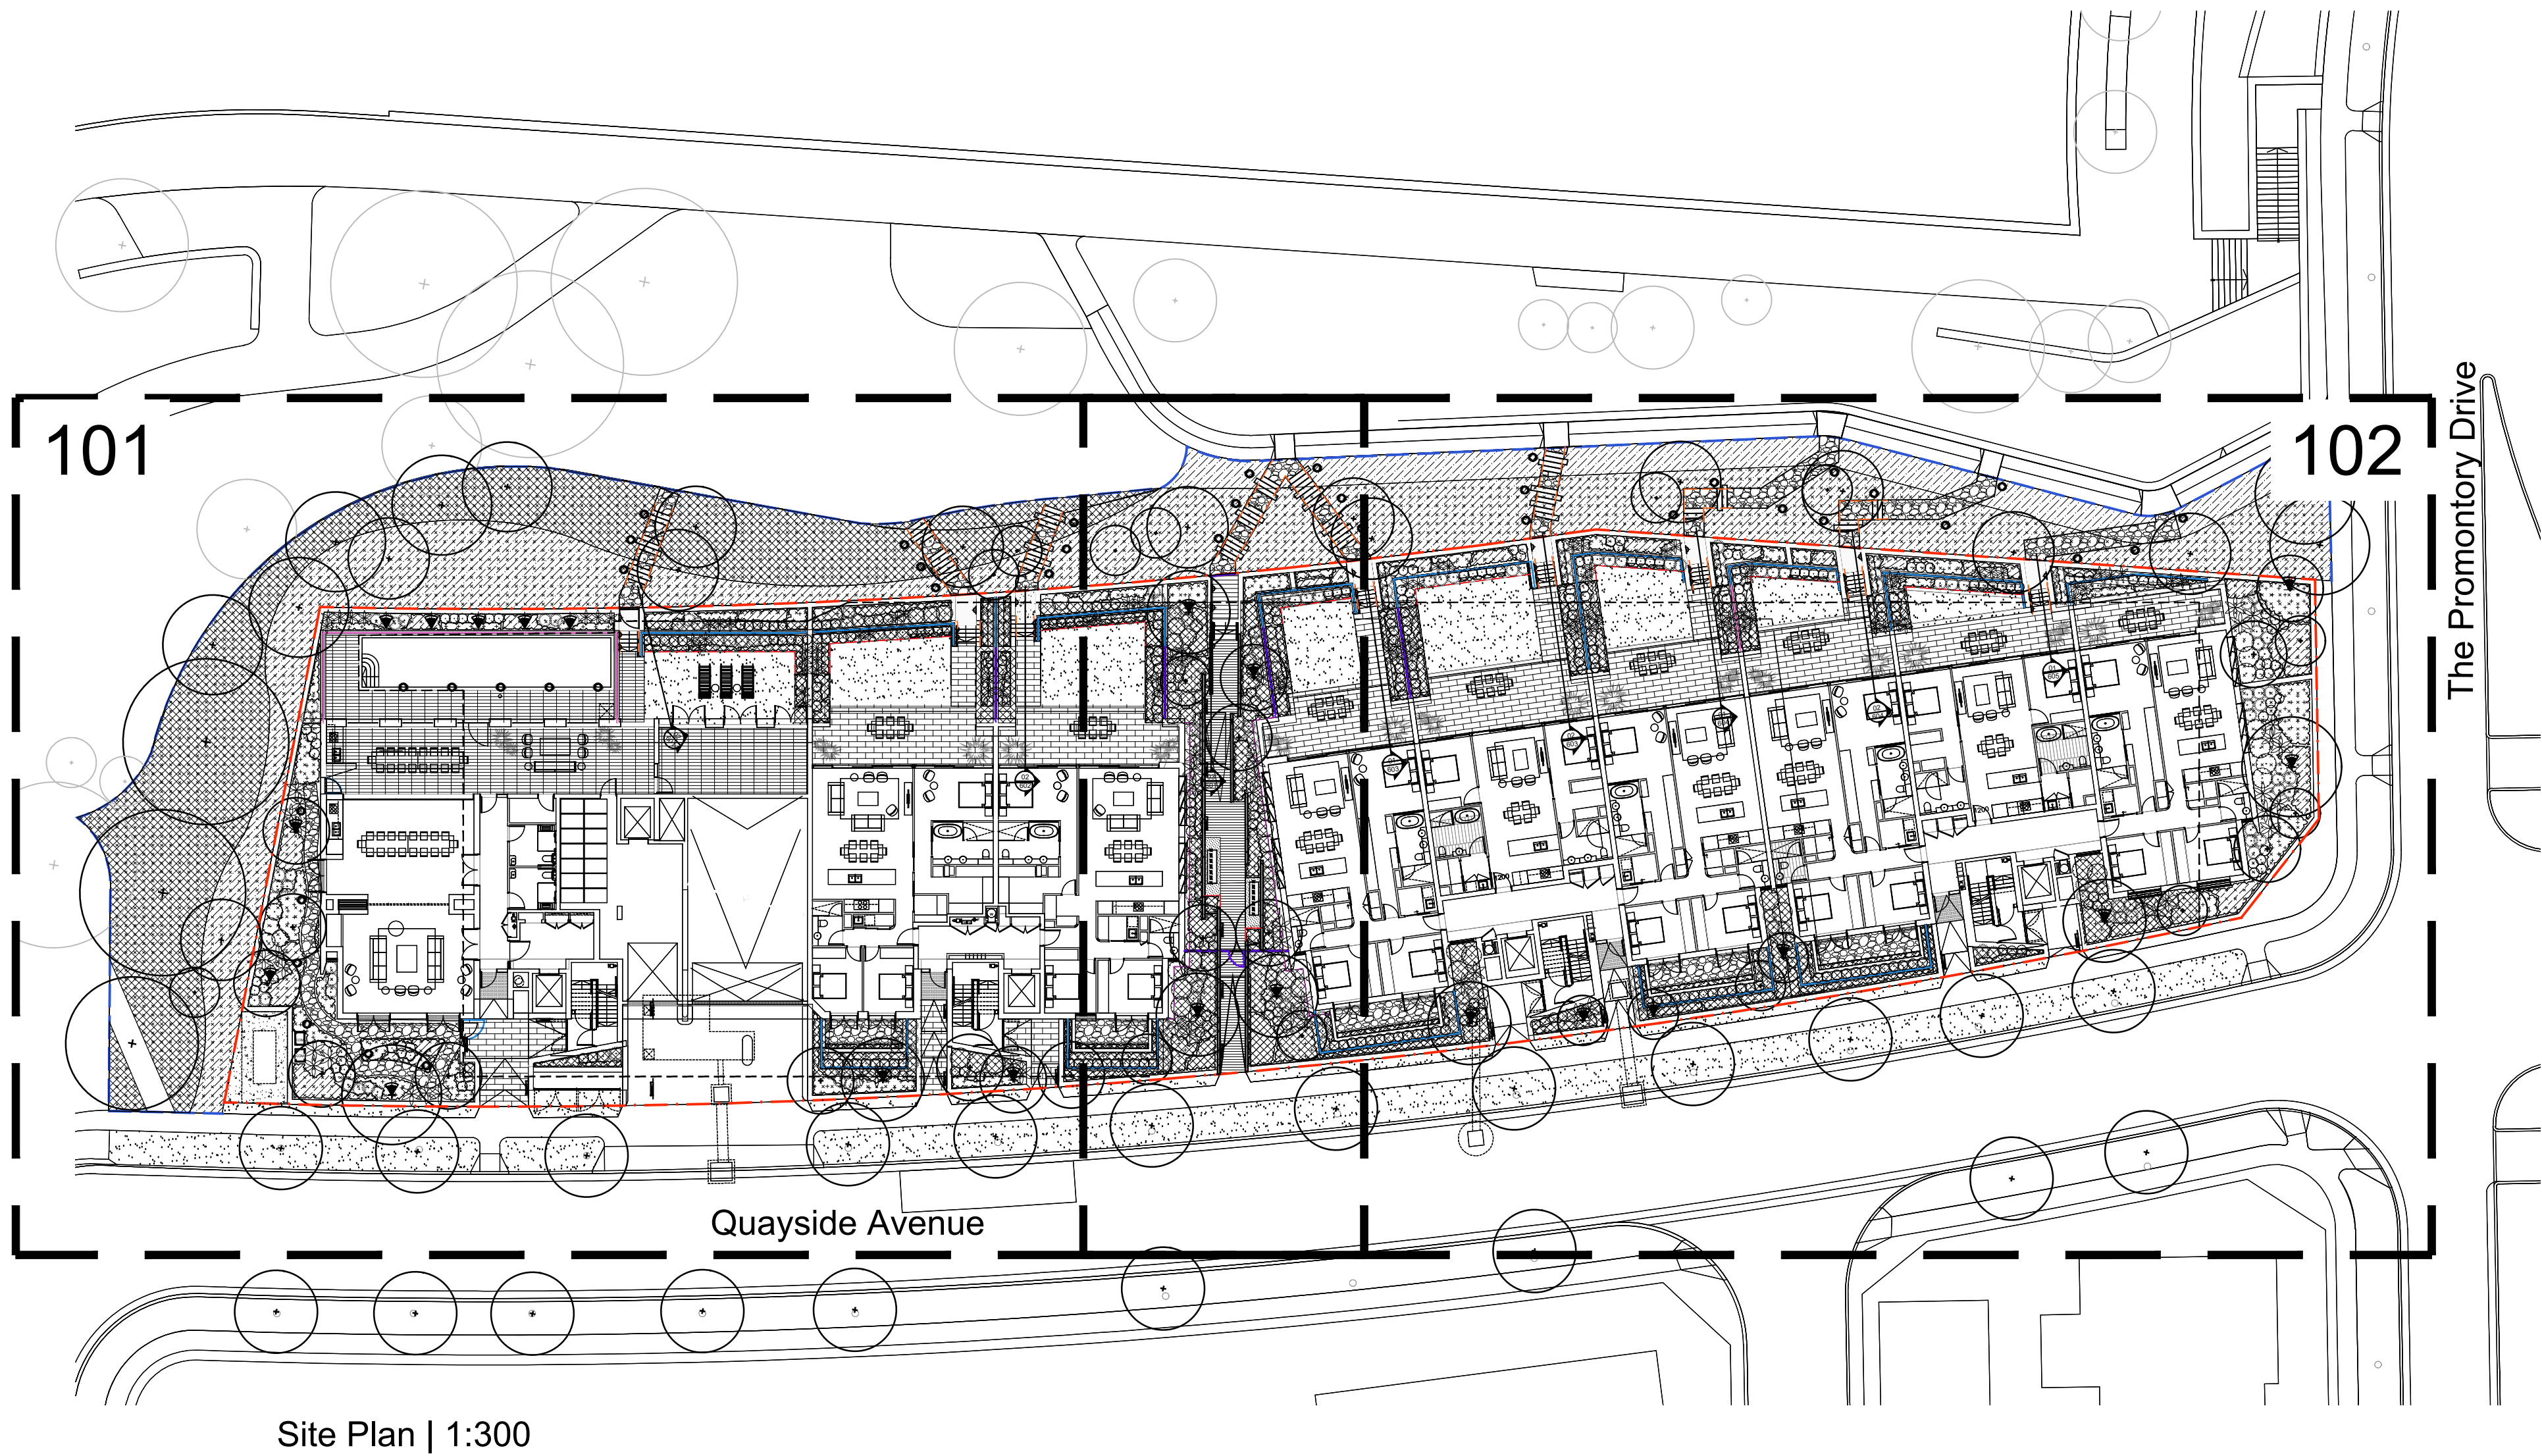 101
102
The Promontory Drive
Quayside Avenue
Site Plan | 1:300